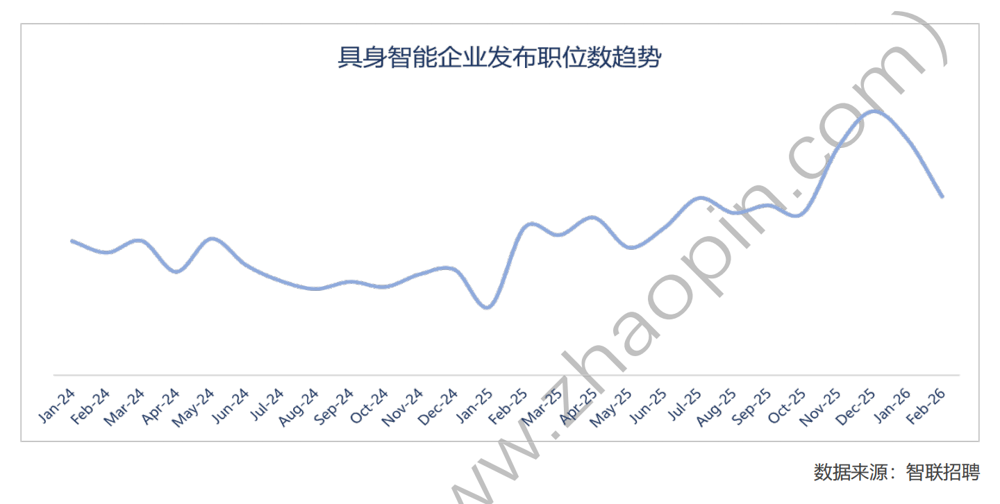 具身智能企业发布职位数趋势
Jan-24
Feb-24
Mar-24
Apr-24
May-24
Jun-24
Jul-24
Aug-24
Sep-24
Oct-24
Nov-24
Dec-24
Jan-25
Feb-25
Mar-25
Apr-25
May-25
Jun-25
Jul-25
Aug-25
Sep-25
Oct-25
Nov-25
Dec-25
Jan-26
Feb-26
数据来源：智联招聘
ww.zhaopin.com）